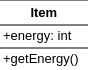 Item
+energy: int
+getEnergy()